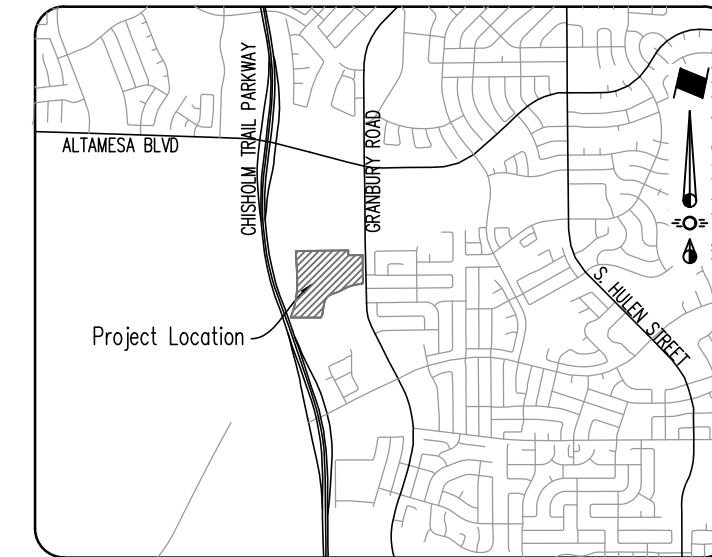 CHISHOLM TRAIL PARKWAY
GRANBURY ROAD
ALTAMESA BLVD
S. HULEN STREET
Project Location